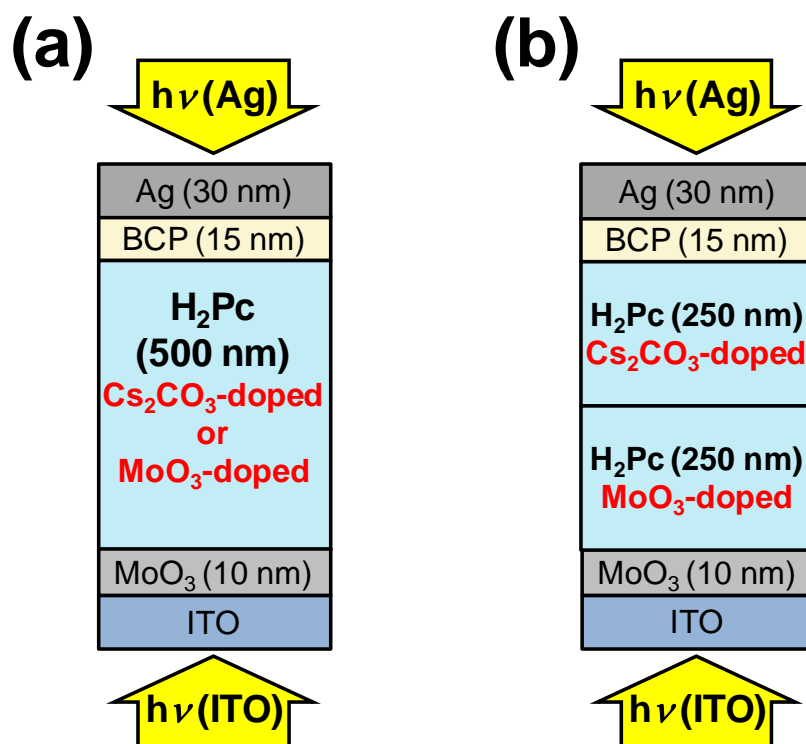 (a)
hν(Ag)
Ag (30 nm)
BCP (15 nm)
H₂Pc
(500 nm)
Cs₂CO₃-doped
or
MoO₃-doped
MoO₃ (10 nm)
ITO
hν(ITO)
(b)
hν(Ag)
Ag (30 nm)
BCP (15 nm)
H₂Pc (250 nm)
Cs₂CO₃-doped
H₂Pc (250 nm)
MoO₃-doped
MoO₃ (10 nm)
ITO
hν(ITO)